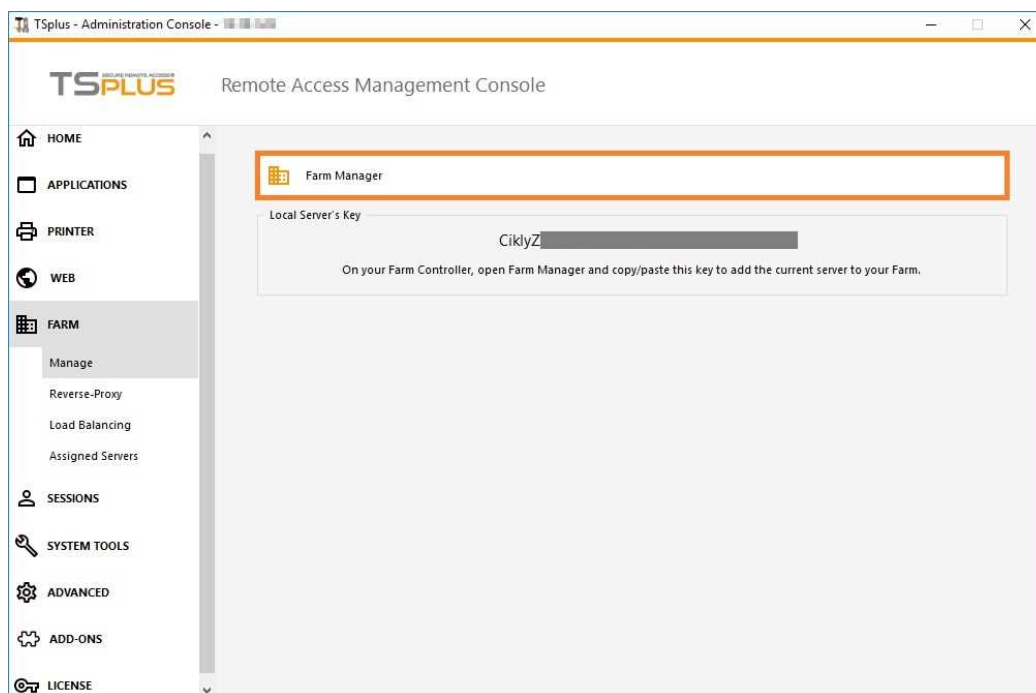 TSplus - Administration Console -
TSPLUS SECURE REMOTE ACCESS®
Remote Access Management Console
HOME
APPLICATIONS
PRINTER
WEB
FARM
Manage
Reverse-Proxy
Load Balancing
Assigned Servers
SESSIONS
SYSTEM TOOLS
ADVANCED
ADD-ONS
LICENSE
Farm Manager
Local Server's Key
CiklyZ
On your Farm Controller, open Farm Manager and copy/paste this key to add the current server to your Farm.